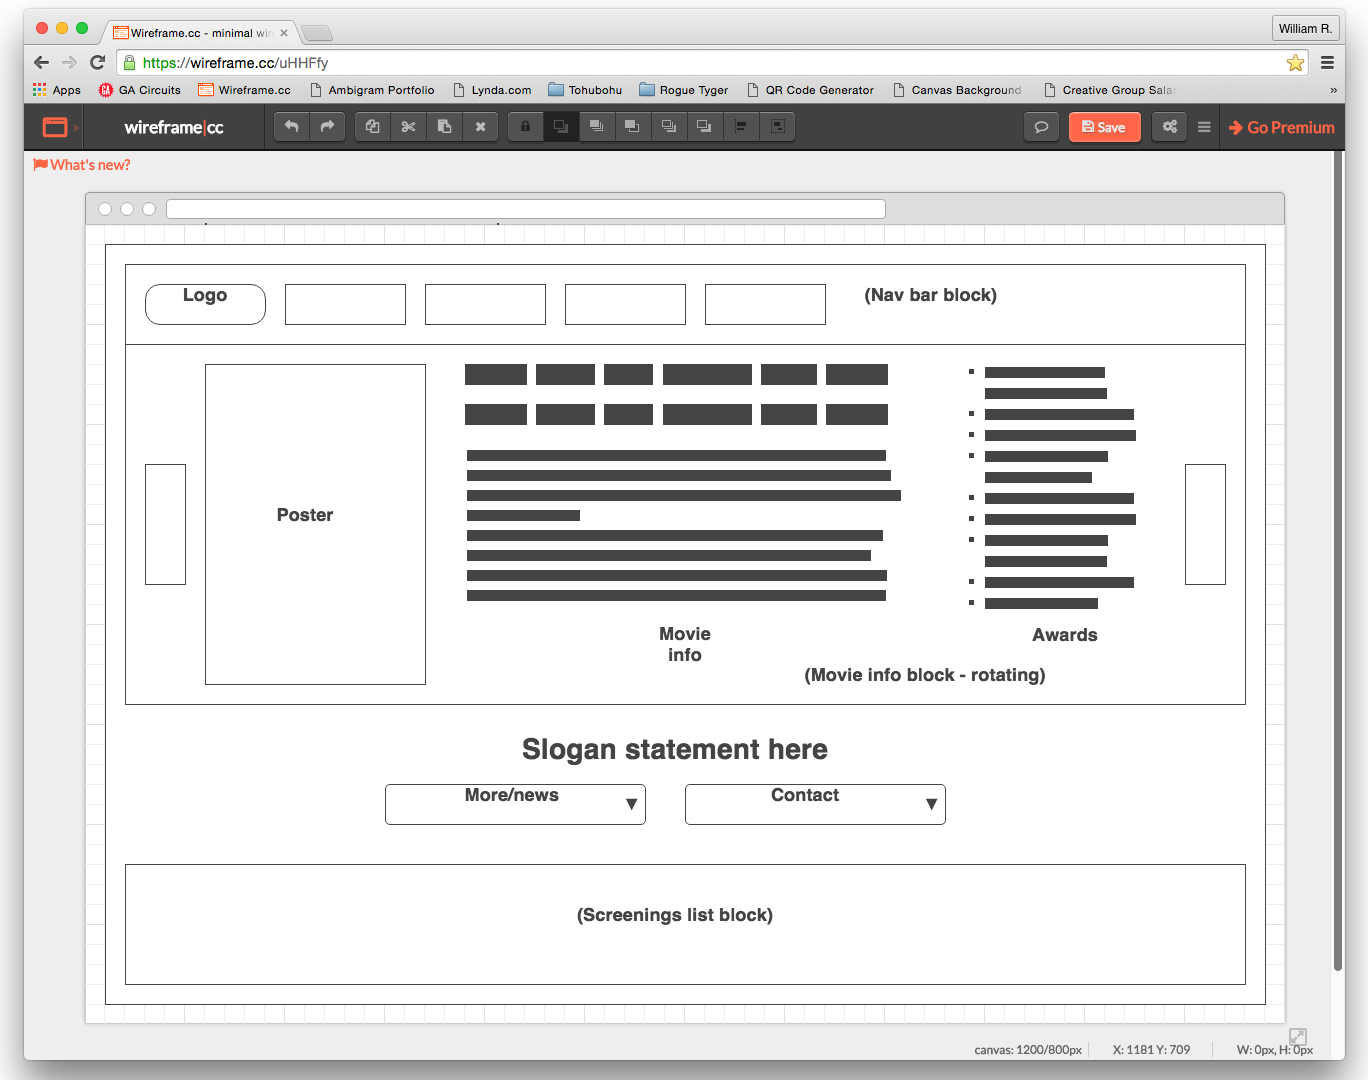 Wireframe.cc - minimal wir
William R.
https://wireframe.cc/uHHFfy
Apps
GA Circuits
Wireframe.cc
Ambigram Portfolio
Lynda.com
Tohubohu
Rogue Tyger
QR Code Generator
Canvas Background
Creative Group Salar
»
wireframe|cc
Save
Go Premium
What's new?
Logo
(Nav bar block)
Poster
Movie
info
Awards
(Movie info block - rotating)
Slogan statement here
More/news
Contact
(Screenings list block)
canvas: 1200/800px
X: 1181 Y: 709
W: 0px, H: 0px